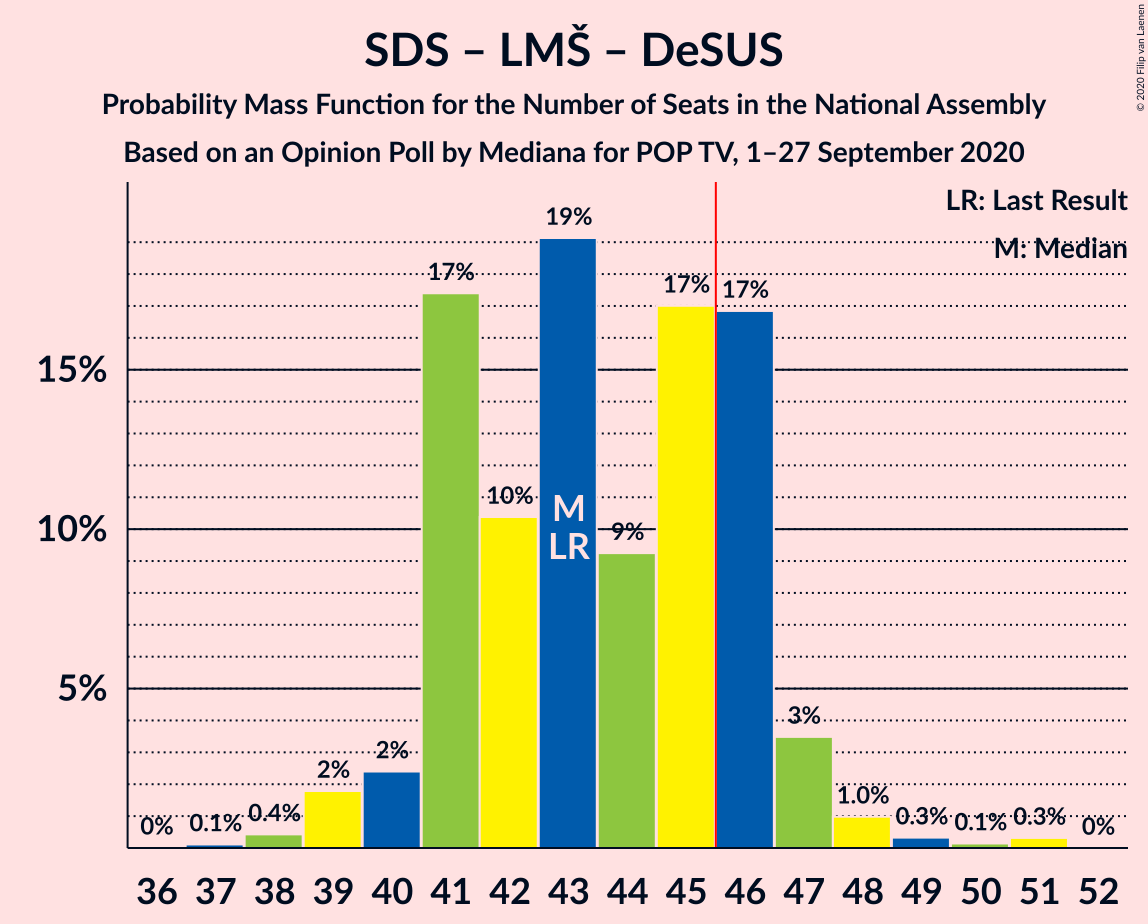 SDS – LMŠ – DeSUS
Probability Mass Function for the Number of Seats in the National Assembly
Based on an Opinion Poll by Mediana for POP TV, 1–27 September 2020
© 2020 Filip van Laenen
LR: Last Result
M: Median
15%
10%
5%
0%
0.1%
0.4%
2%
2%
17%
10%
19%
9%
17%
17%
3%
1.0%
0.3%
0.1%
0.3%
0%
M
LR
36 37 38 39 40 41 42 43 44 45 46 47 48 49 50 51 52